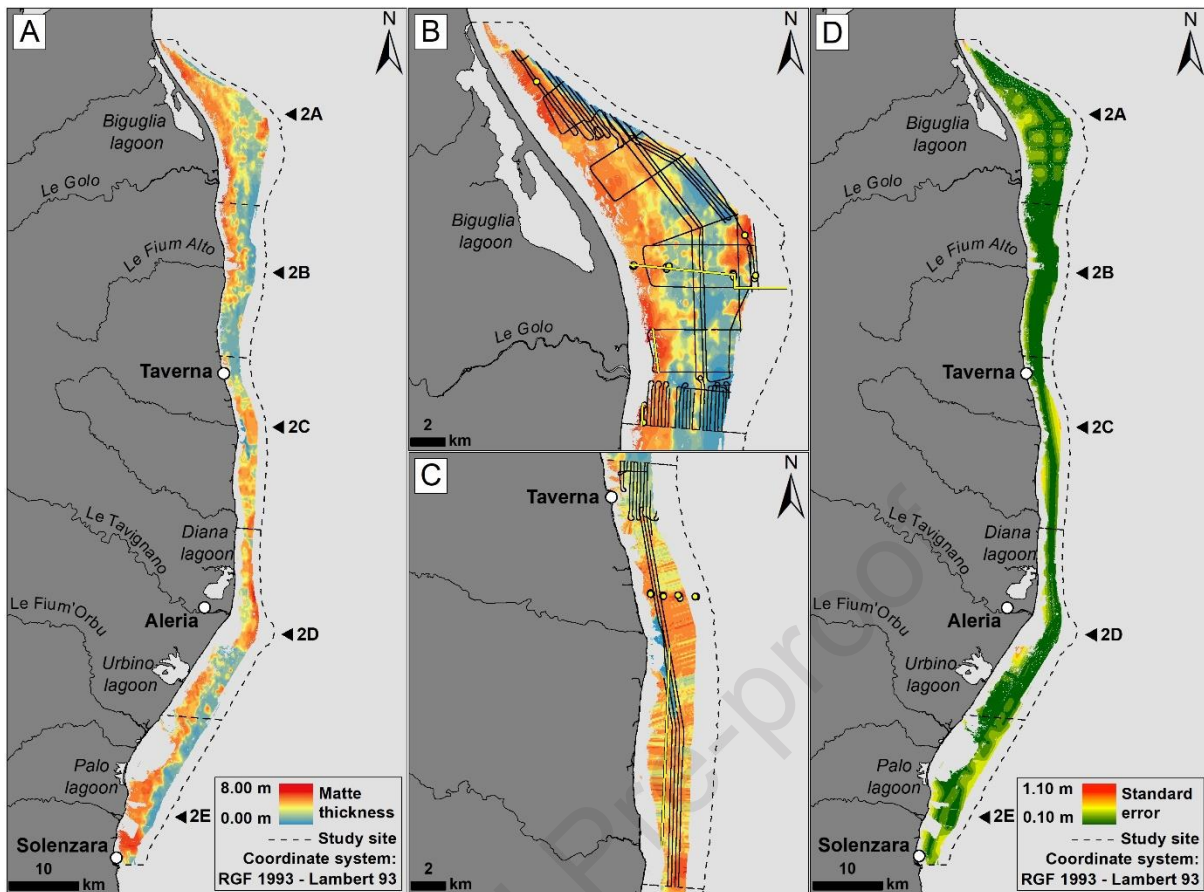 A
N
Biguglia
lagoon
2A
Le Golo
Le Fium Alto
2B
Taverna
2C
Diana
lagoon
Le Tavignano
Le Fium'Orbu
Aleria
2D
Urbino
lagoon
Palo
lagoon
2E
Solenzara
10
km
8.00 m
0.00 m
Matte
thickness
Study site
Coordinate system:
RGF 1993 - Lambert 93
B
N
Biguglia
lagoon
Le Golo
2
km
C
N
Taverna
2
km
D
N
Biguglia
lagoon
2A
Le Golo
Le Fium Alto
2B
Taverna
2C
Diana
lagoon
Le Tavignano
Le Fium'Orbu
Aleria
2D
Urbino
lagoon
Palo
lagoon
2E
Solenzara
10
km
1.10 m
0.10 m
Standard
error
Study site
Coordinate system:
RGF 1993 - Lambert 93
Pre-proof